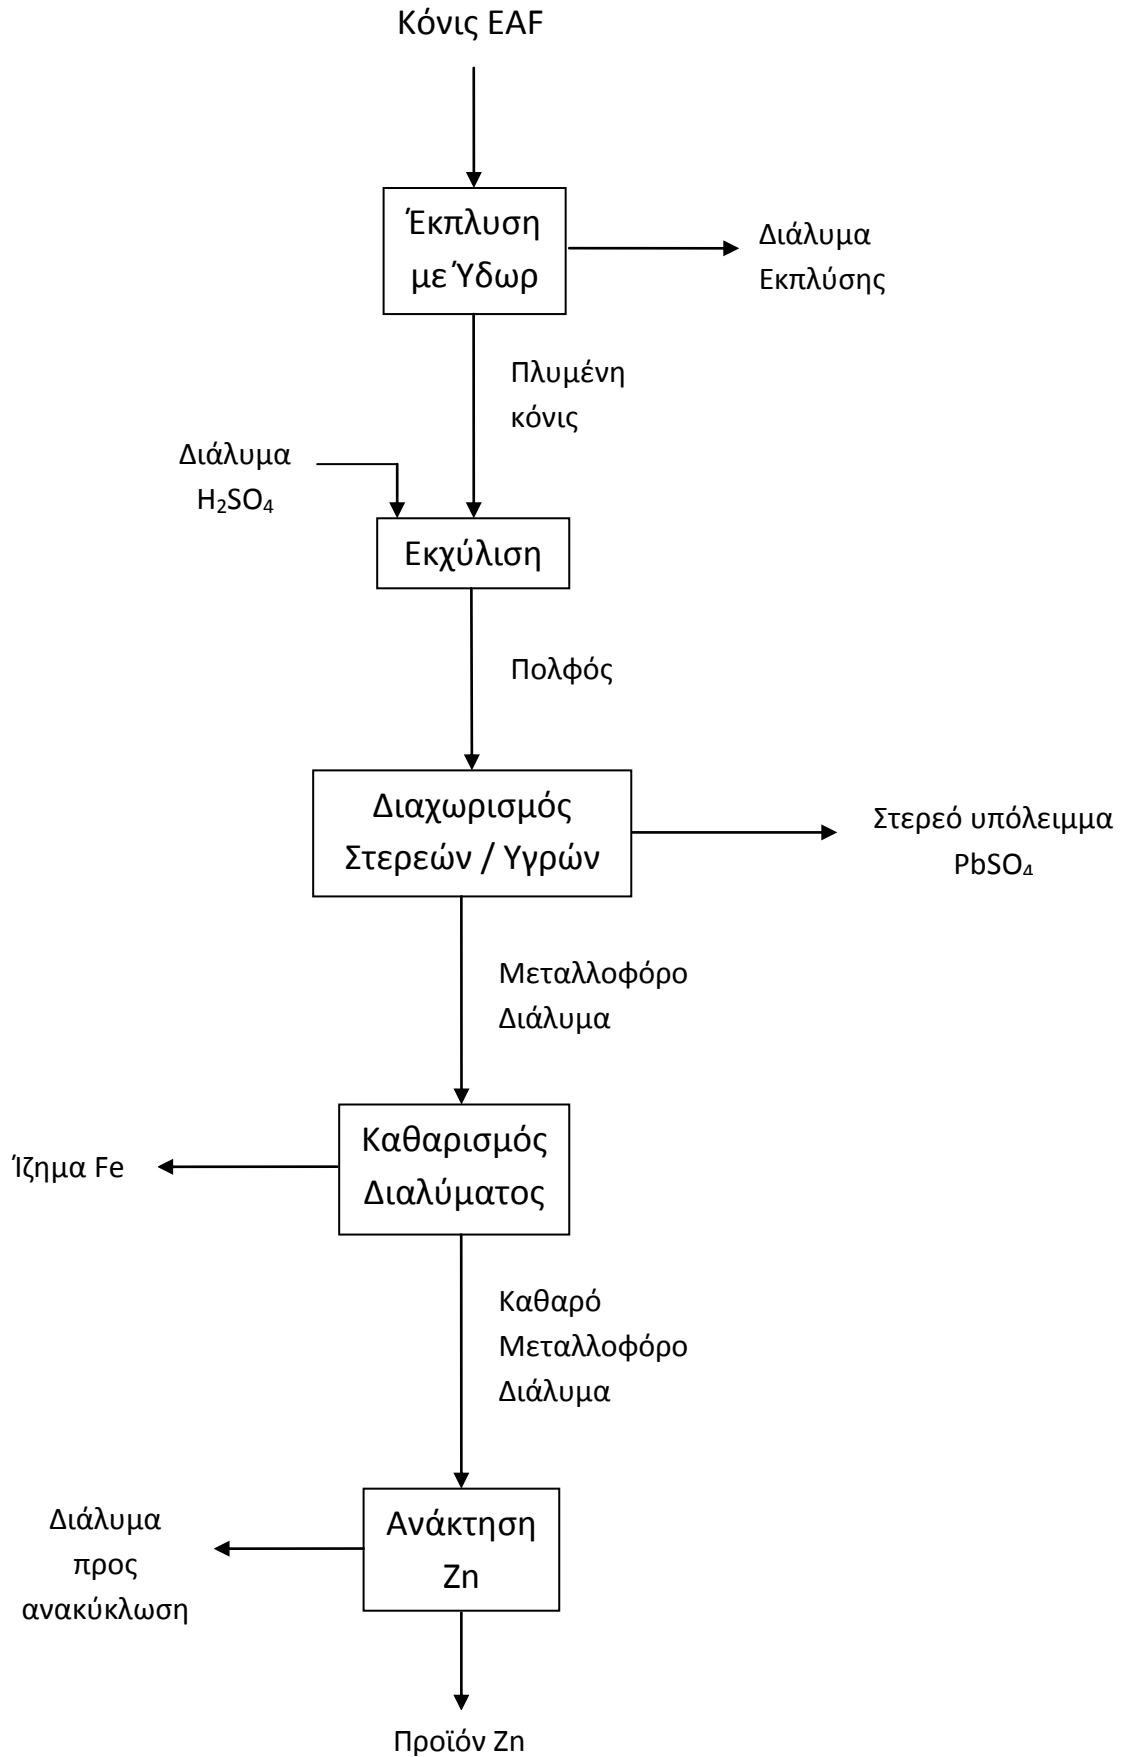 Κόνις EAF
Έκπλυση
με Ύδωρ
Διάλυμα
Εκπλύσης
Πλυμένη
κόνις
Διάλυμα
H₂SO₄
Εκχύλιση
Πολφός
Διαχωρισμός
Στερεών / Υγρών
Στερεό υπόλειμμα
PbSO₄
Μεταλλοφόρο
Διάλυμα
Καθαρισμός
Διαλύματος
Ίζημα Fe
Καθαρό
Μεταλλοφόρο
Διάλυμα
Ανάκτηση
Zn
Διάλυμα
προς
ανακύκλωση
Προϊόν Zn